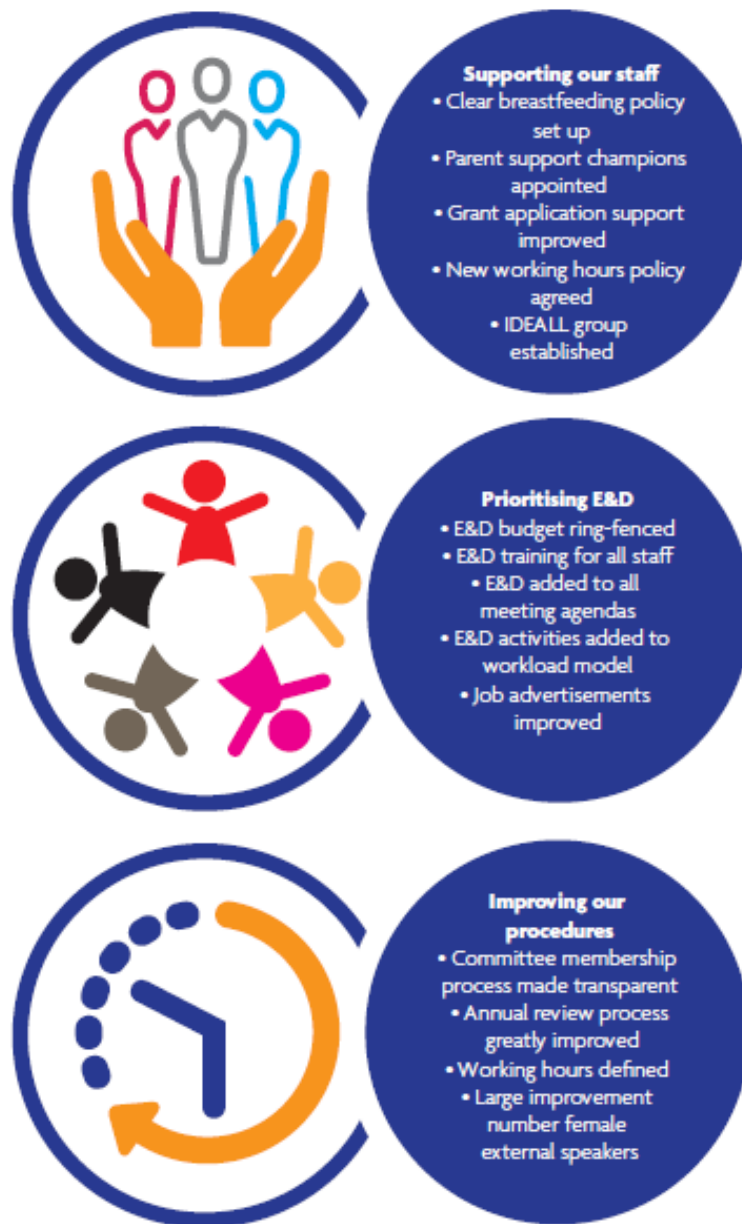 Supporting our staff
• Clear breastfeeding policy
set up
• Parent support champions
appointed
• Grant application support
improved
• New working hours policy
agreed
• IDEALL group
established
Prioritising E&D
• E&D budget ring-fenced
• E&D training for all staff
• E&D added to all
meeting agendas
• E&D activities added to
workload model
• Job advertisements
improved
Improving our
procedures
• Committee membership
process made transparent
• Annual review process
greatly improved
• Working hours defined
• Large improvement
number female
external speakers